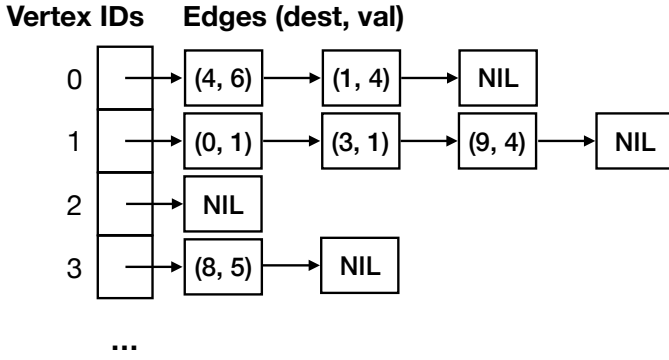 Vertex IDs Edges (dest, val)
0 (4, 6) (1, 4) NIL
1 (0, 1) (3, 1) (9, 4) NIL
2 NIL
3 (8, 5) NIL
...